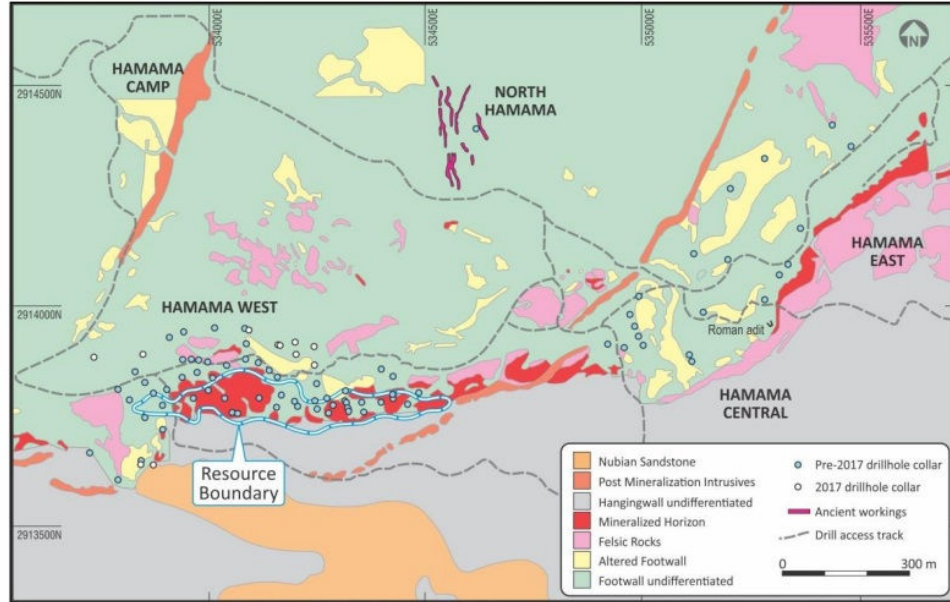 534000E
534500E
535000E
535500E
N
2914500N
2914000N
2913500N
HAMAMA
CAMP
NORTH
HAMAMA
HAMAMA WEST
HAMAMA
EAST
Roman adit
HAMAMA
CENTRAL
Resource
Boundary
Nubian Sandstone
Post Mineralization Intrusives
Hangingwall undifferentiated
Mineralized Horizon
Felsic Rocks
Altered Footwall
Footwall undifferentiated
Pre-2017 drillhole collar
2017 drillhole collar
Ancient workings
Drill access track
0
300 m